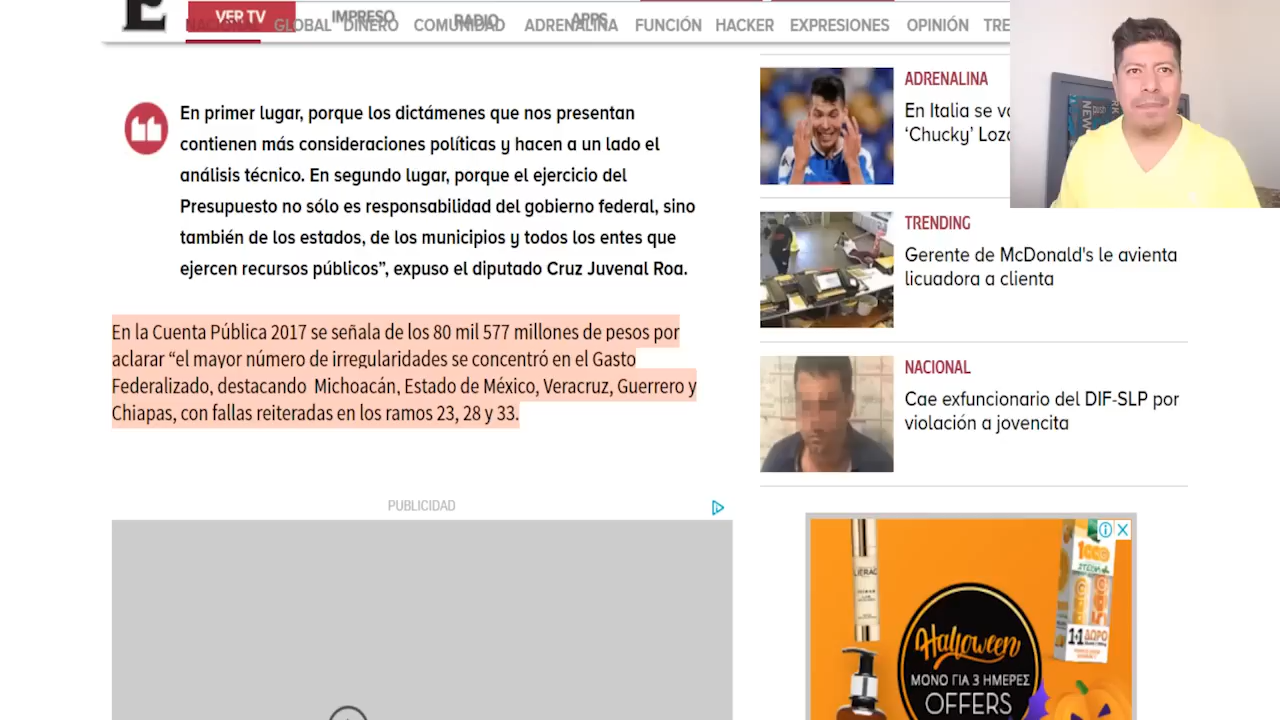 VER TV
IMPRESO
RADIO
APPS
NACIONAL GLOBAL DINERO COMUNIDAD ADRENALINA FUNCIÓN HACKER EXPRESIONES OPINIÓN TRE
En primer lugar, porque los dictámenes que nos presentan
contienen más consideraciones políticas y hacen a un lado el
análisis técnico. En segundo lugar, porque el ejercicio del
Presupuesto no sólo es responsabilidad del gobierno federal, sino
también de los estados, de los municipios y todos los entes que
ejercen recursos públicos”, expuso el diputado Cruz Juvenal Roa.
En la Cuenta Pública 2017 se señala de los 80 mil 577 millones de pesos por
aclarar “el mayor número de irregularidades se concentró en el Gasto
Federalizado, destacando Michoacán, Estado de México, Veracruz, Guerrero y
Chiapas, con fallas reiteradas en los ramos 23, 28 y 33.
PUBLICIDAD
ADRENALINA
En Italia se
‘Chucky’
TRENDING
Gerente de McDonald's le avienta
licuadora a clienta
NACIONAL
Cae exfuncionario del DIF-SLP por
violación a jovencita
LIERAC
1+1 ΔΩΡΟ
Halloween
ΜΟΝΟ ΓΙΑ 3 ΗΜΕΡΕΣ
OFFERS